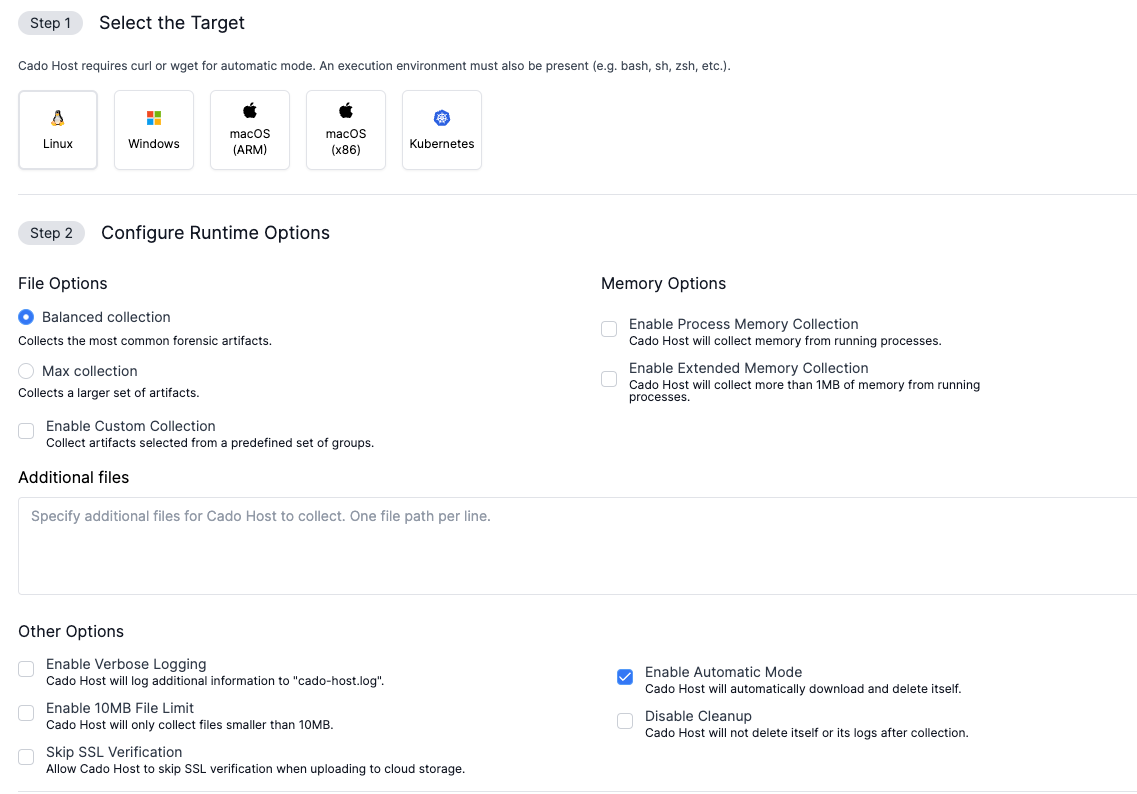 Step 1 Select the Target
Cado Host requires curl or wget for automatic mode. An execution environment must also be present (e.g. bash, sh, zsh, etc.).
Linux
Windows
macOS
(ARM)
macOS
(x86)
Kubernetes
Step 2 Configure Runtime Options
File Options
Balanced collection
Collects the most common forensic artifacts.
Max collection
Collects a larger set of artifacts.
Enable Custom Collection
Collect artifacts selected from a predefined set of groups.
Memory Options
Enable Process Memory Collection
Cado Host will collect memory from running processes.
Enable Extended Memory Collection
Cado Host will collect more than 1MB of memory from running
processes.
Additional files
Specify additional files for Cado Host to collect. One file path per line.
Other Options
Enable Verbose Logging
Cado Host will log additional information to "cado-host.log".
Enable 10MB File Limit
Cado Host will only collect files smaller than 10MB.
Skip SSL Verification
Allow Cado Host to skip SSL verification when uploading to cloud storage.
Enable Automatic Mode
Cado Host will automatically download and delete itself.
Disable Cleanup
Cado Host will not delete itself or its logs after collection.